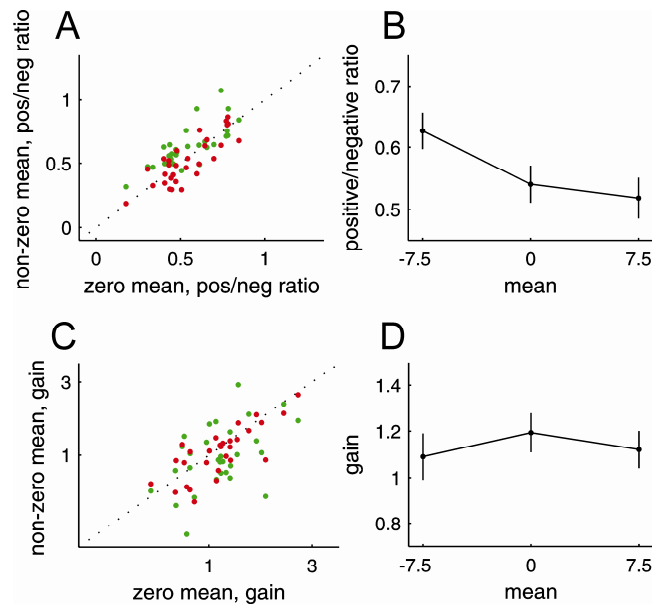 A
non-zero mean, pos/neg ratio
1
0.5
0
0
0.5
1
zero mean, pos/neg ratio
B
positive/negative ratio
0.7
0.6
0.5
-7.5
0
7.5
mean
C
non-zero mean, gain
3
1
1
3
zero mean, gain
D
gain
1.4
1.2
1
0.8
-7.5
0
7.5
mean